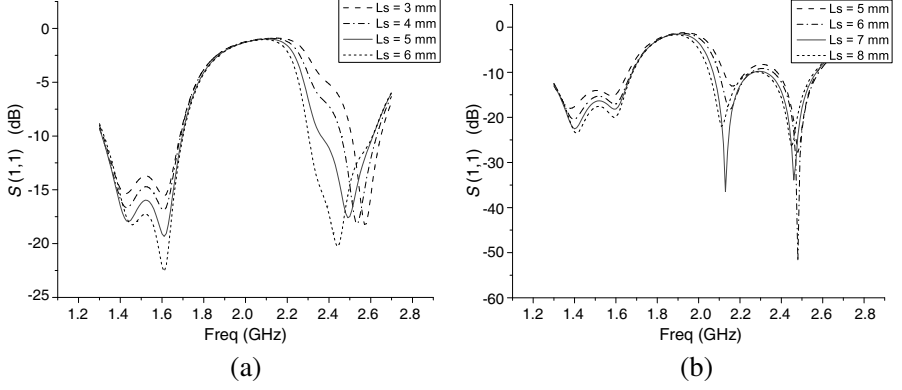 Ls = 3 mm
Ls = 4 mm
Ls = 5 mm
Ls = 6 mm
0
-5
-10
-15
-20
-25
S (1,1) (dB)
1.2 1.4 1.6 1.8 2.0 2.2 2.4 2.6 2.8
Freq (GHz)
(a)
Ls = 5 mm
Ls = 6 mm
Ls = 7 mm
Ls = 8 mm
0
-10
-20
-30
-40
-50
-60
S (1,1) (dB)
1.2 1.4 1.6 1.8 2.0 2.2 2.4 2.6 2.8
Freq (GHz)
(b)